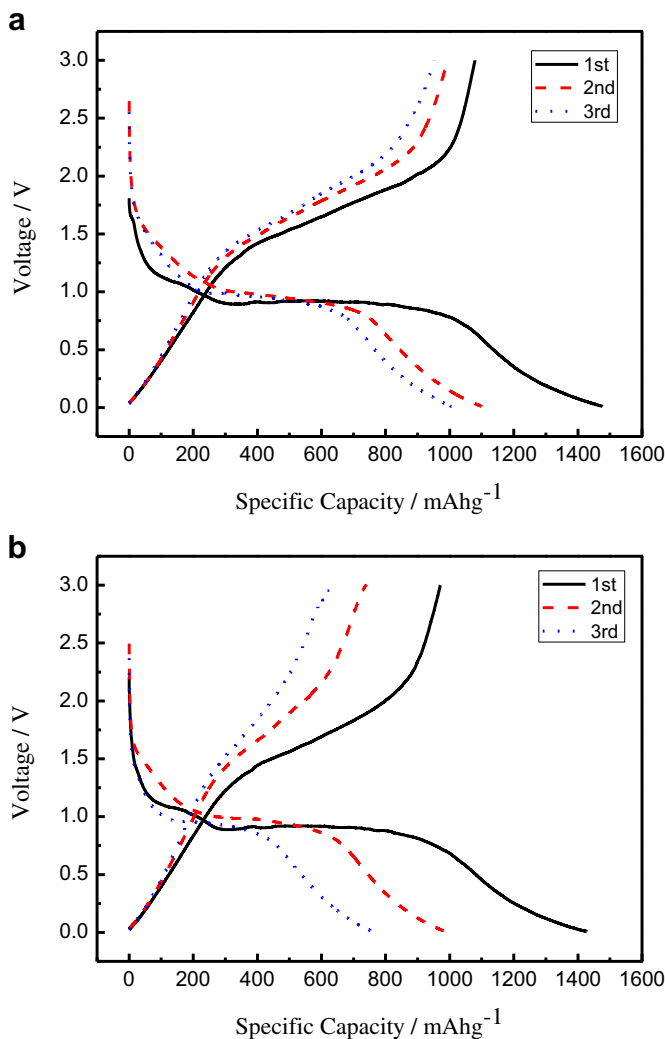 a
3.0
2.5
2.0
1.5
1.0
0.5
0.0
Voltage / V
1st
2nd
3rd
0 200 400 600 800 1000 1200 1400 1600
Specific Capacity / mAhg-1
b
3.0
2.5
2.0
1.5
1.0
0.5
0.0
Voltage / V
1st
2nd
3rd
0 200 400 600 800 1000 1200 1400 1600
Specific Capacity / mAhg-1